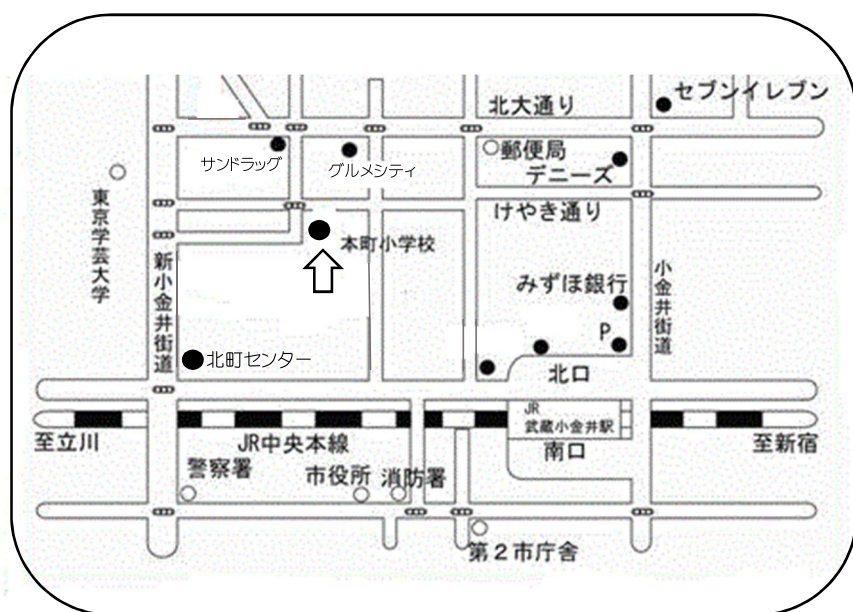 セブンイレブン
北大通り
郵便局
デニーズ
サンドラッグ
グルメシティ
けやき通り
東京学芸大学
本町小学校
新小金井街道
小金井街道
みずほ銀行
P
北町センター
北口
JR
武蔵小金井駅
至立川
JR中央本線
南口
至新宿
警察署
市役所
消防署
第2市庁舎